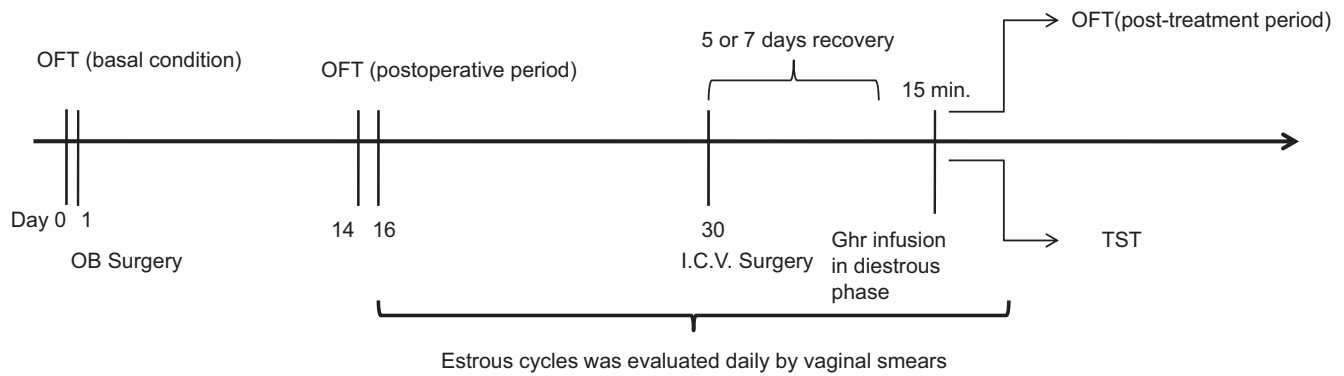 OFT(post-treatment period)
5 or 7 days recovery
OFT (basal condition)
OFT (postoperative period)
15 min.
Day 0 1
14 16
30
OB Surgery
I.C.V. Surgery
Ghr infusion
in diestrous
phase
TST
Estrous cycles was evaluated daily by vaginal smears